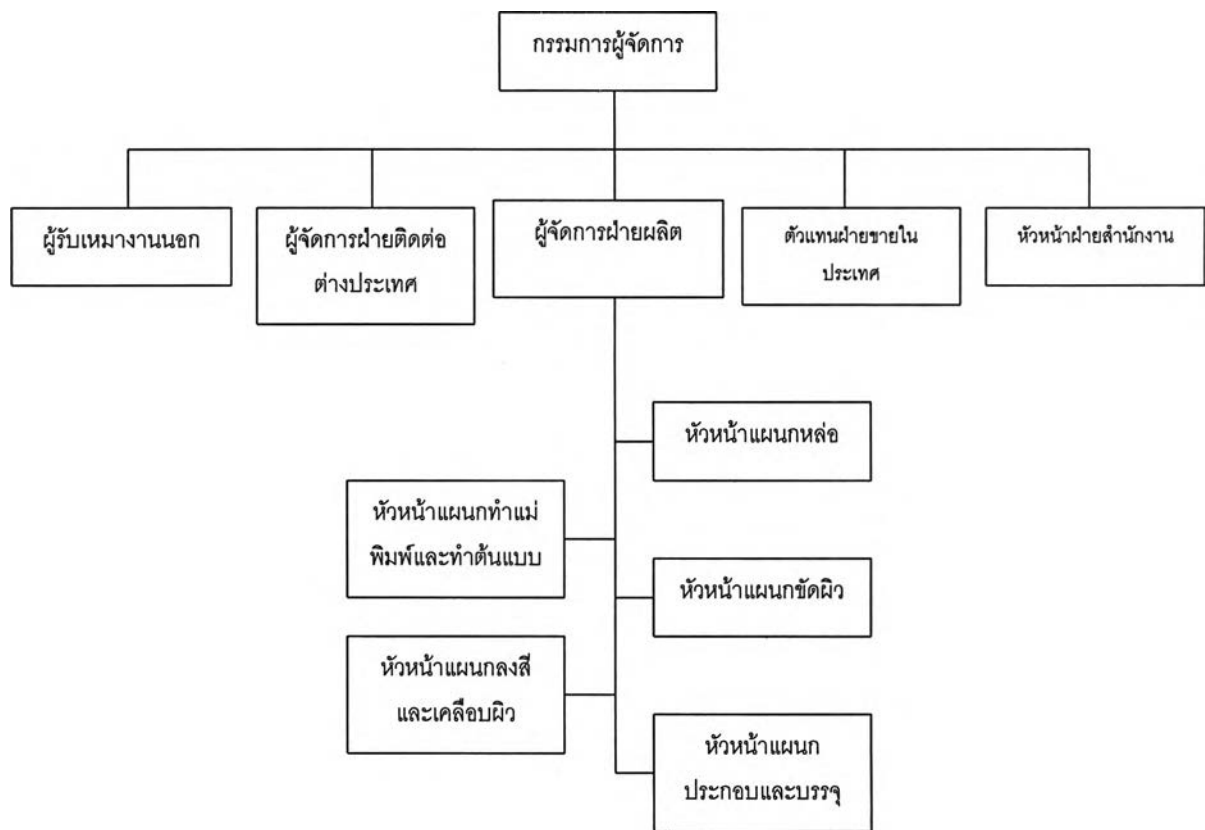 กรรมการผู้จัดการ
ผู้รับเหมางานนอก
ผู้จัดการฝ่ายติดต่อ
ต่างประเทศ
ผู้จัดการฝ่ายผลิต
ตัวแทนฝ่ายขายใน
ประเทศ
หัวหน้าฝ่ายสำนักงาน
หัวหน้าแผนกหล่อ
หัวหน้าแผนกทำแม่
พิมพ์และทำต้นแบบ
หัวหน้าแผนกขัดผิว
หัวหน้าแผนกลงสี
และเคลือบผิว
หัวหน้าแผนก
ประกอบและบรรจุ